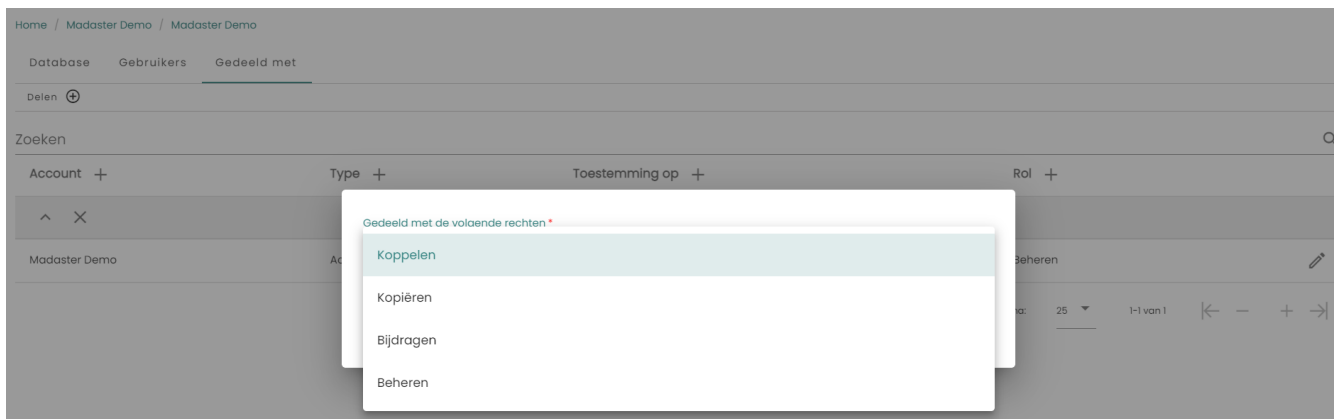 Home / Madaster Demo / Madaster Demo
Database Gebruikers Gedeeld met
Delen
Zoeken
Account + Type + Toestemming op + Rol +
Gedeeld met de volgende rechten *
Koppelen
Madaster Demo Beheren
Kopiëren
25 1-1 van 1
Bijdragen
Beheren